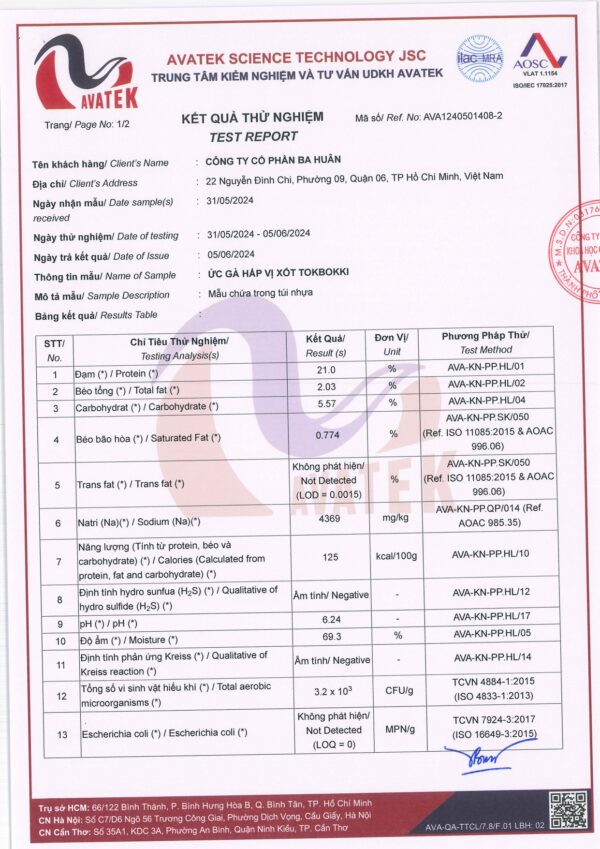 AVATEK
AVATEK SCIENCE TECHNOLOGY JSC
TRUNG TÂM KIỂM NGHIỆM VÀ TƯ VẤN UDKH AVATEK
ilac-MRA
AOSC
VLAT 1.1154
ISO/IEC 17025:2017
Trang/ Page No: 1/2
KẾT QUẢ THỬ NGHIỆM
TEST REPORT
Mã số/ Ref. No: AVA1240501408-2
Tên khách hàng/ Client's Name : CÔNG TY CỔ PHẦN BA HUÂN
Địa chỉ/ Client's Address : 22 Nguyễn Đình Chi, Phường 09, Quận 06, TP Hồ Chí Minh, Việt Nam
Ngày nhận mẫu/ Date sample(s) received : 31/05/2024
Ngày thử nghiệm/ Date of testing : 31/05/2024 - 05/06/2024
Ngày trả kết quả/ Date of Issue : 05/06/2024
Thông tin mẫu/ Name of Sample : ỨC GÀ HẤP VỊ XỐT TOKBOKKI
Mô tả mẫu/ Sample Description : Mẫu chứa trong túi nhựa
Bảng kết quả/ Results Table :
STT/ No. Chỉ Tiêu Thử Nghiệm/ Testing Analysis(s) Kết Quả/ Result (s) Đơn Vị/ Unit Phương Pháp Thử/ Test Method
1 Đạm (*) / Protein (*) 21.0 % AVA-KN-PP.HL/01
2 Béo tổng (*) / Total fat (*) 2.03 % AVA-KN-PP.HL/02
3 Carbohydrat (*) / Carbohydrate (*) 5.57 % AVA-KN-PP.HL/04
4 Béo bão hòa (*) / Saturated Fat (*) 0.774 % AVA-KN-PP.SK/050 (Ref. ISO 11085:2015 & AOAC 996.06)
5 Trans fat (*) / Trans fat (*) Không phát hiện/ Not Detected (LOD = 0.0015) % AVA-KN-PP.SK/050 (Ref. ISO 11085:2015 & AOAC 996.06)
6 Natri (Na)(*) / Sodium (Na)(*) 4369 mg/kg AVA-KN-PP.QP/014 (Ref. AOAC 985.35)
7 Năng lượng (Tính từ protein, béo và carbohydrate) (*) / Calories (Calculated from protein, fat and carbohydrate) (*) 125 kcal/100g AVA-KN-PP.HL/10
8 Định tính hydro sunfua (H₂S) (*) / Qualitative of hydro sulfide (H₂S) (*) Âm tính/ Negative - AVA-KN-PP.HL/12
9 pH (*) / pH (*) 6.24 - AVA-KN-PP.HL/17
10 Độ ẩm (*) / Moisture (*) 69.3 % AVA-KN-PP.HL/05
11 Định tính phản ứng Kreiss (*) / Qualitative of Kreiss reaction (*) Âm tính/ Negative - AVA-KN-PP.HL/14
12 Tổng số vi sinh vật hiếu khí (*) / Total aerobic microorganisms (*) 3.2 x 10³ CFU/g TCVN 4884-1:2015 (ISO 4833-1:2013)
13 Escherichia coli (*) / Escherichia coli (*) Không phát hiện/ Not Detected (LOQ = 0) MPN/g TCVN 7924-3:2017 (ISO 16649-3:2015)
Trụ sở HCM: 66/122 Bình Thành, P. Bình Hưng Hòa B, Q. Bình Tân, TP. Hồ Chí Minh
CN Hà Nội: Số C7/D6 Ngõ 56 Trương Công Giai, Phường Dịch Vọng, Cầu Giấy, Hà Nội
CN Cần Thơ: Số 35A1, KDC 3A, Phường An Bình, Quận Ninh Kiều, TP. Cần Thơ
AVA-QA-TTCL/7.8/F.01 LBH: 02